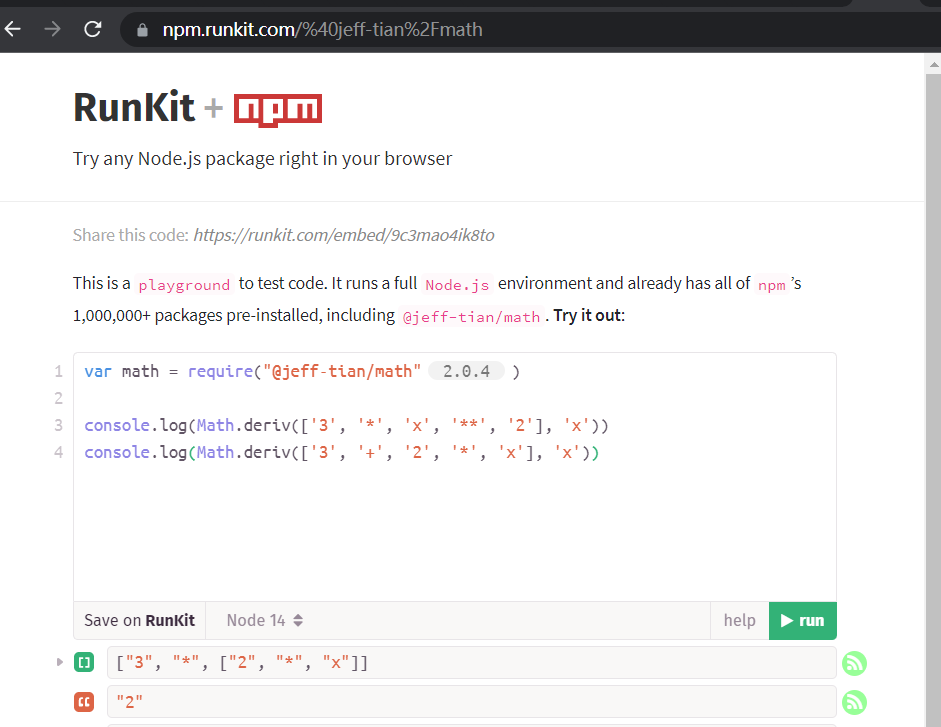 npm.runkit.com/%40jeff-tian%2Fmath
RunKit + npm
Try any Node.js package right in your browser
Share this code: https://runkit.com/embed/9c3mao4ik8to
This is a playground to test code. It runs a full Node.js environment and already has all of npm 's
1,000,000+ packages pre-installed, including @jeff-tian/math . Try it out:
1 var math = require("@jeff-tian/math" 2.0.4 )
2
3 console.log(Math.deriv(['3', '*', 'x', '**', '2'], 'x'))
4 console.log(Math.deriv(['3', '+', '2', '*', 'x'], 'x'))
Save on RunKit Node 14 help run
["3", "*", ["2", "*", "x"]]
"2"